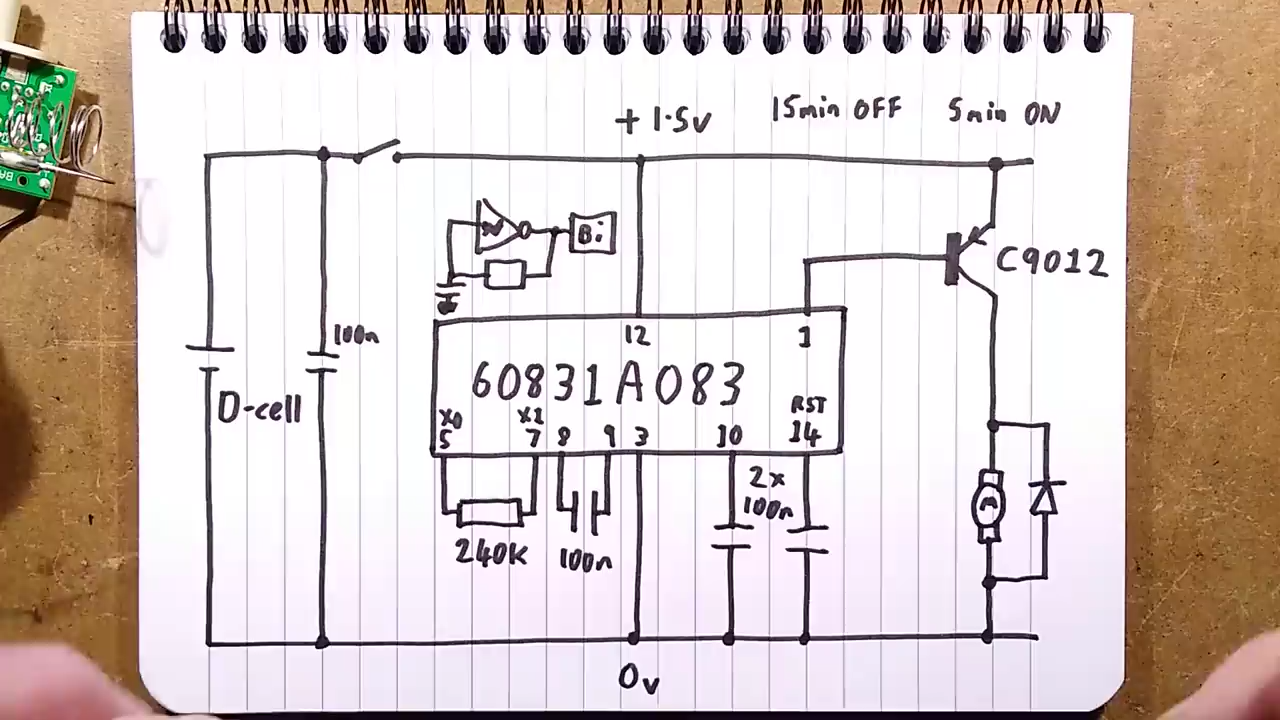 + 1.5v 15min OFF 5min ON
B:
C9012
100n
12 1
60831A083
D-cell
X0 X1 RST
5 7 8 9 3 10 14
2x
100n
M
240K 100n
0v